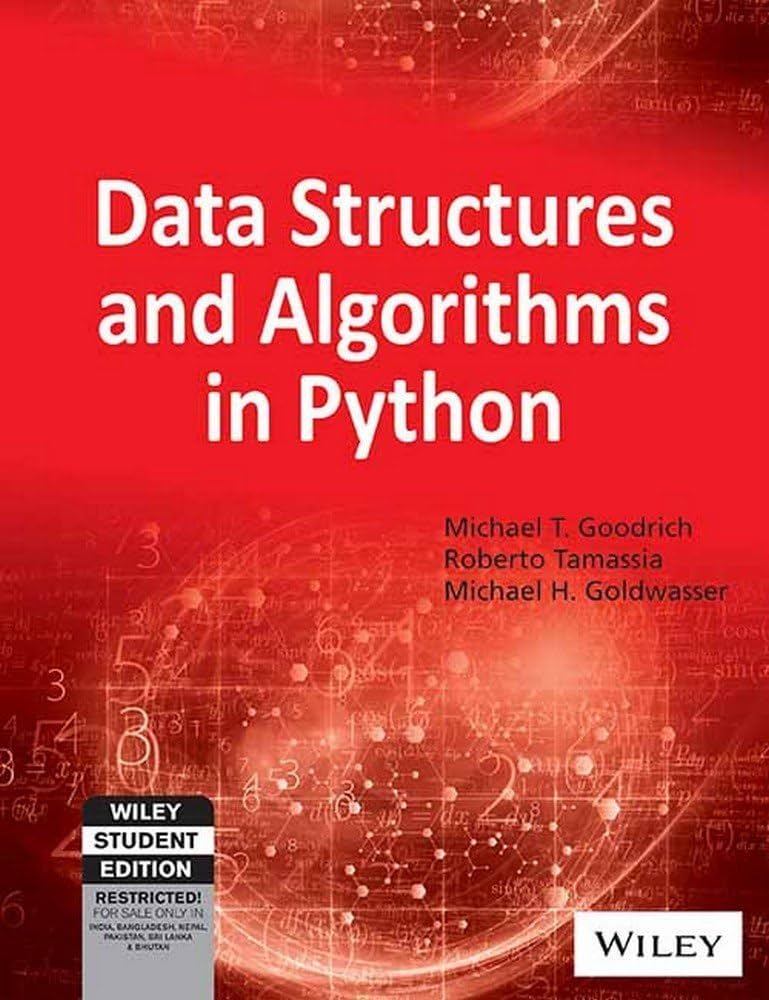 Data Structures
and Algorithms
in Python
Michael T. Goodrich
Roberto Tamassia
Michael H. Goldwasser
WILEY
STUDENT
EDITION
RESTRICTED!
FOR SALE ONLY IN
INDIA, BANGLADESH, NEPAL,
PAKISTAN, SRI LANKA
& BHUTAN
WILEY